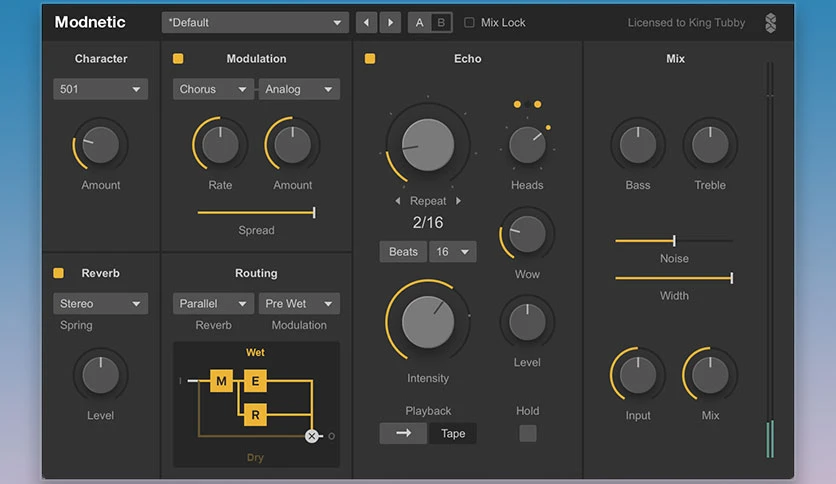 Modnetic
*Default
A B
Mix Lock
Licensed to King Tubby
Character
501
Amount
Modulation
Chorus
Analog
Rate
Amount
Spread
Echo
Repeat
2/16
Beats
16
Heads
Wow
Intensity
Level
Playback
Tape
Hold
Mix
Bass
Treble
Noise
Width
Input
Mix
Reverb
Stereo
Spring
Level
Routing
Parallel
Pre Wet
Reverb
Modulation
Wet
I
M
E
R
O
Dry